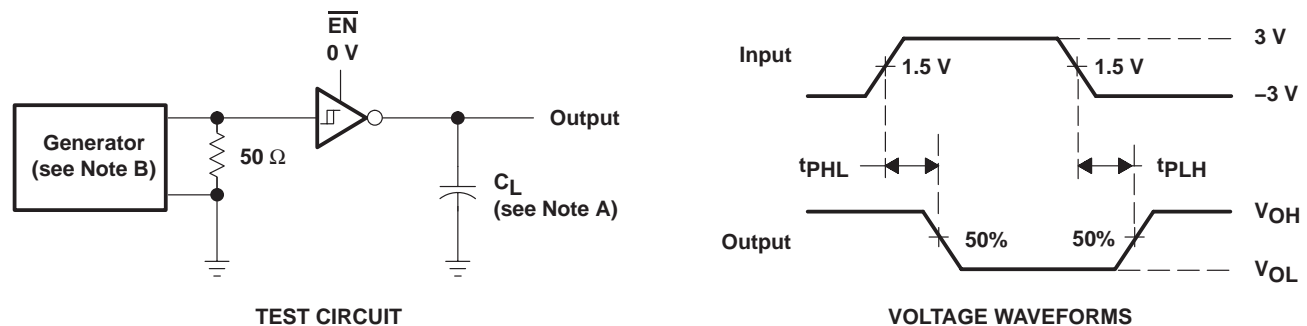 EN
0 V
Generator
(see Note B)
50 Ω
Output
CL
(see Note A)
TEST CIRCUIT
Input
1.5 V
1.5 V
3 V
–3 V
tPHL
tPLH
Output
50%
50%
VOH
VOL
VOLTAGE WAVEFORMS